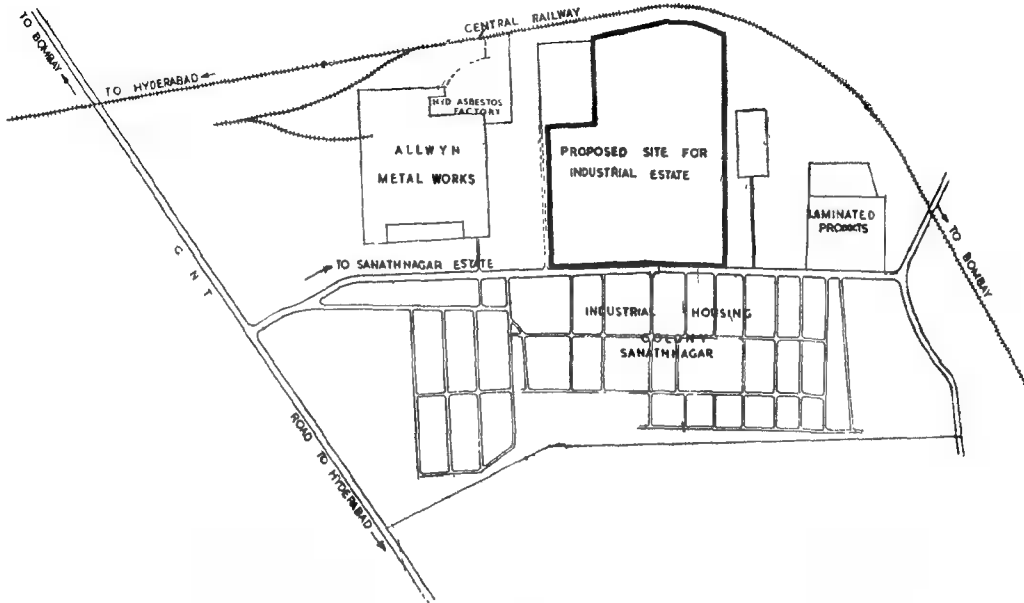 TO BOMBAY
CENTRAL RAILWAY
TO HYDERABAD
HYD ASBESTOS
FACTORY
ALLWYN
METAL WORKS
PROPOSED SITE FOR
INDUSTRIAL ESTATE
LAMINATED
PRODUCTS
TO BOMBAY
TO SANATHNAGAR ESTATE
G N T
INDUSTRIAL HOUSING
COLONY
SANATHNAGAR
ROAD TO HYDERABAD